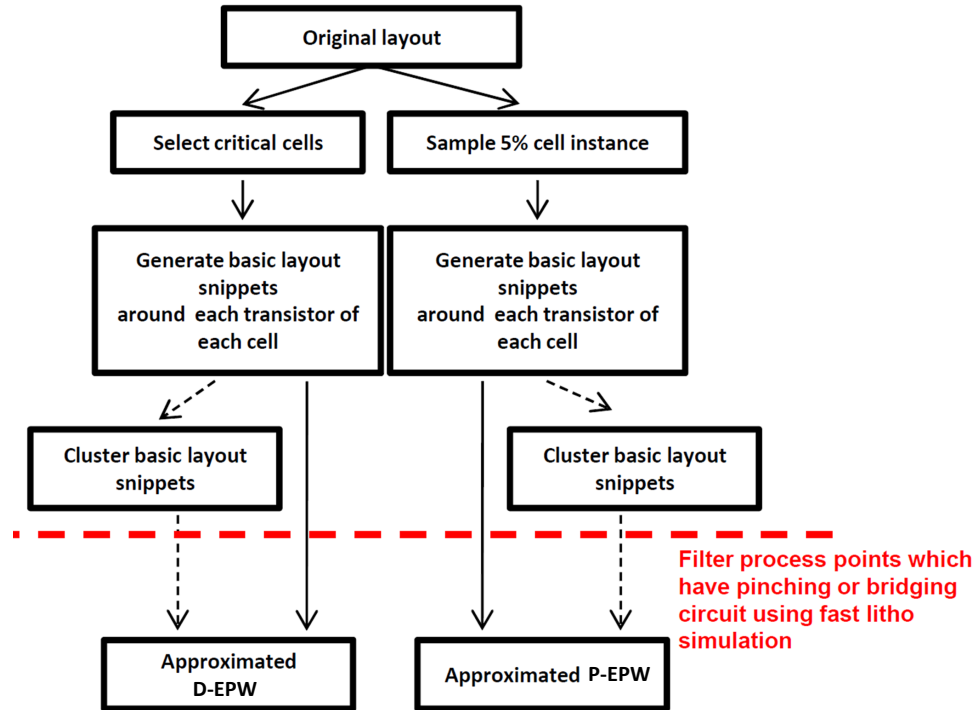 Original layout
Select critical cells
Sample 5% cell instance
Generate basic layout
snippets
around each transistor of
each cell
Generate basic layout
snippets
around each transistor of
each cell
Cluster basic layout
snippets
Cluster basic layout
snippets
Filter process points which
have pinching or bridging
circuit using fast litho
simulation
Approximated
D-EPW
Approximated P-EPW